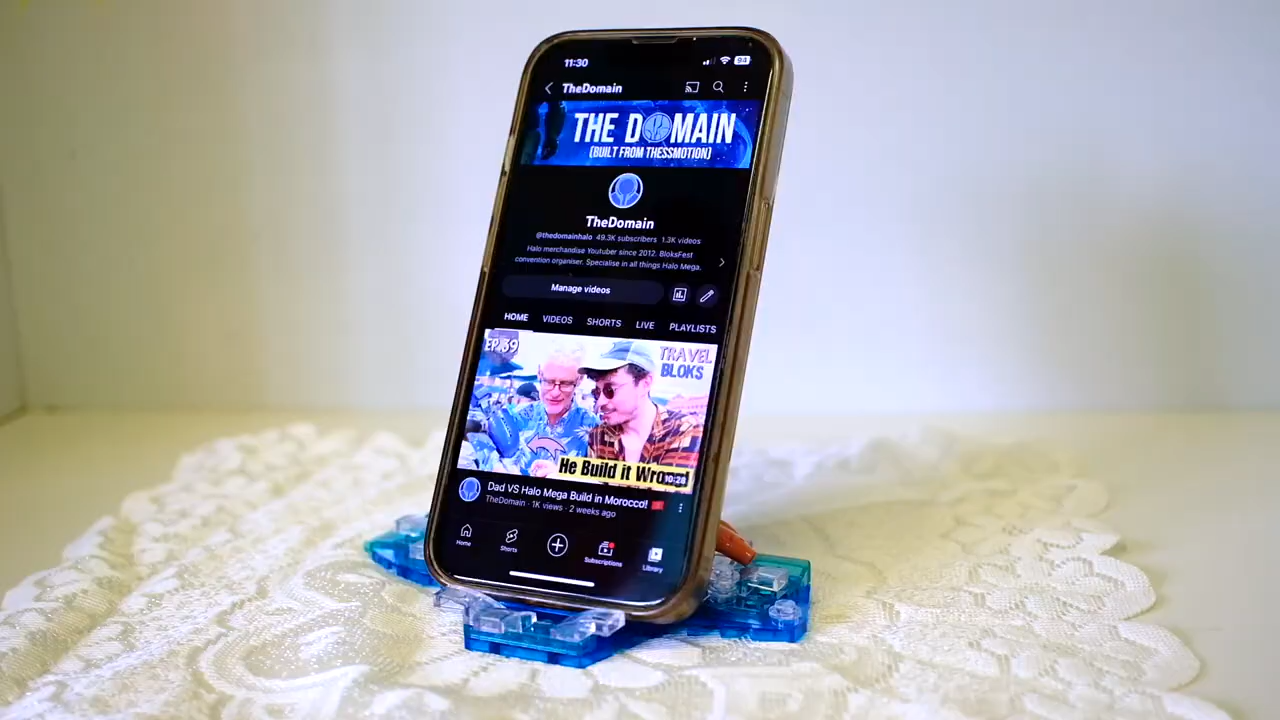 11:30
94
TheDomain
THE DOMAIN
(BUILT FROM THESSMOTION)
TheDomain
@thedomainhalo 49.3K subscribers 1.3K videos
Halo merchandise Youtuber since 2012. BloksFest
convention organiser. Specialise in all things Halo Mega,
Manage videos
HOME VIDEOS SHORTS LIVE PLAYLISTS
EP.39
TRAVEL
BLOKS
He Build it Wrong!
10:28
Dad VS Halo Mega Build in Morocco!
TheDomain · 1K views · 2 weeks ago
Home Shorts Subscriptions Library